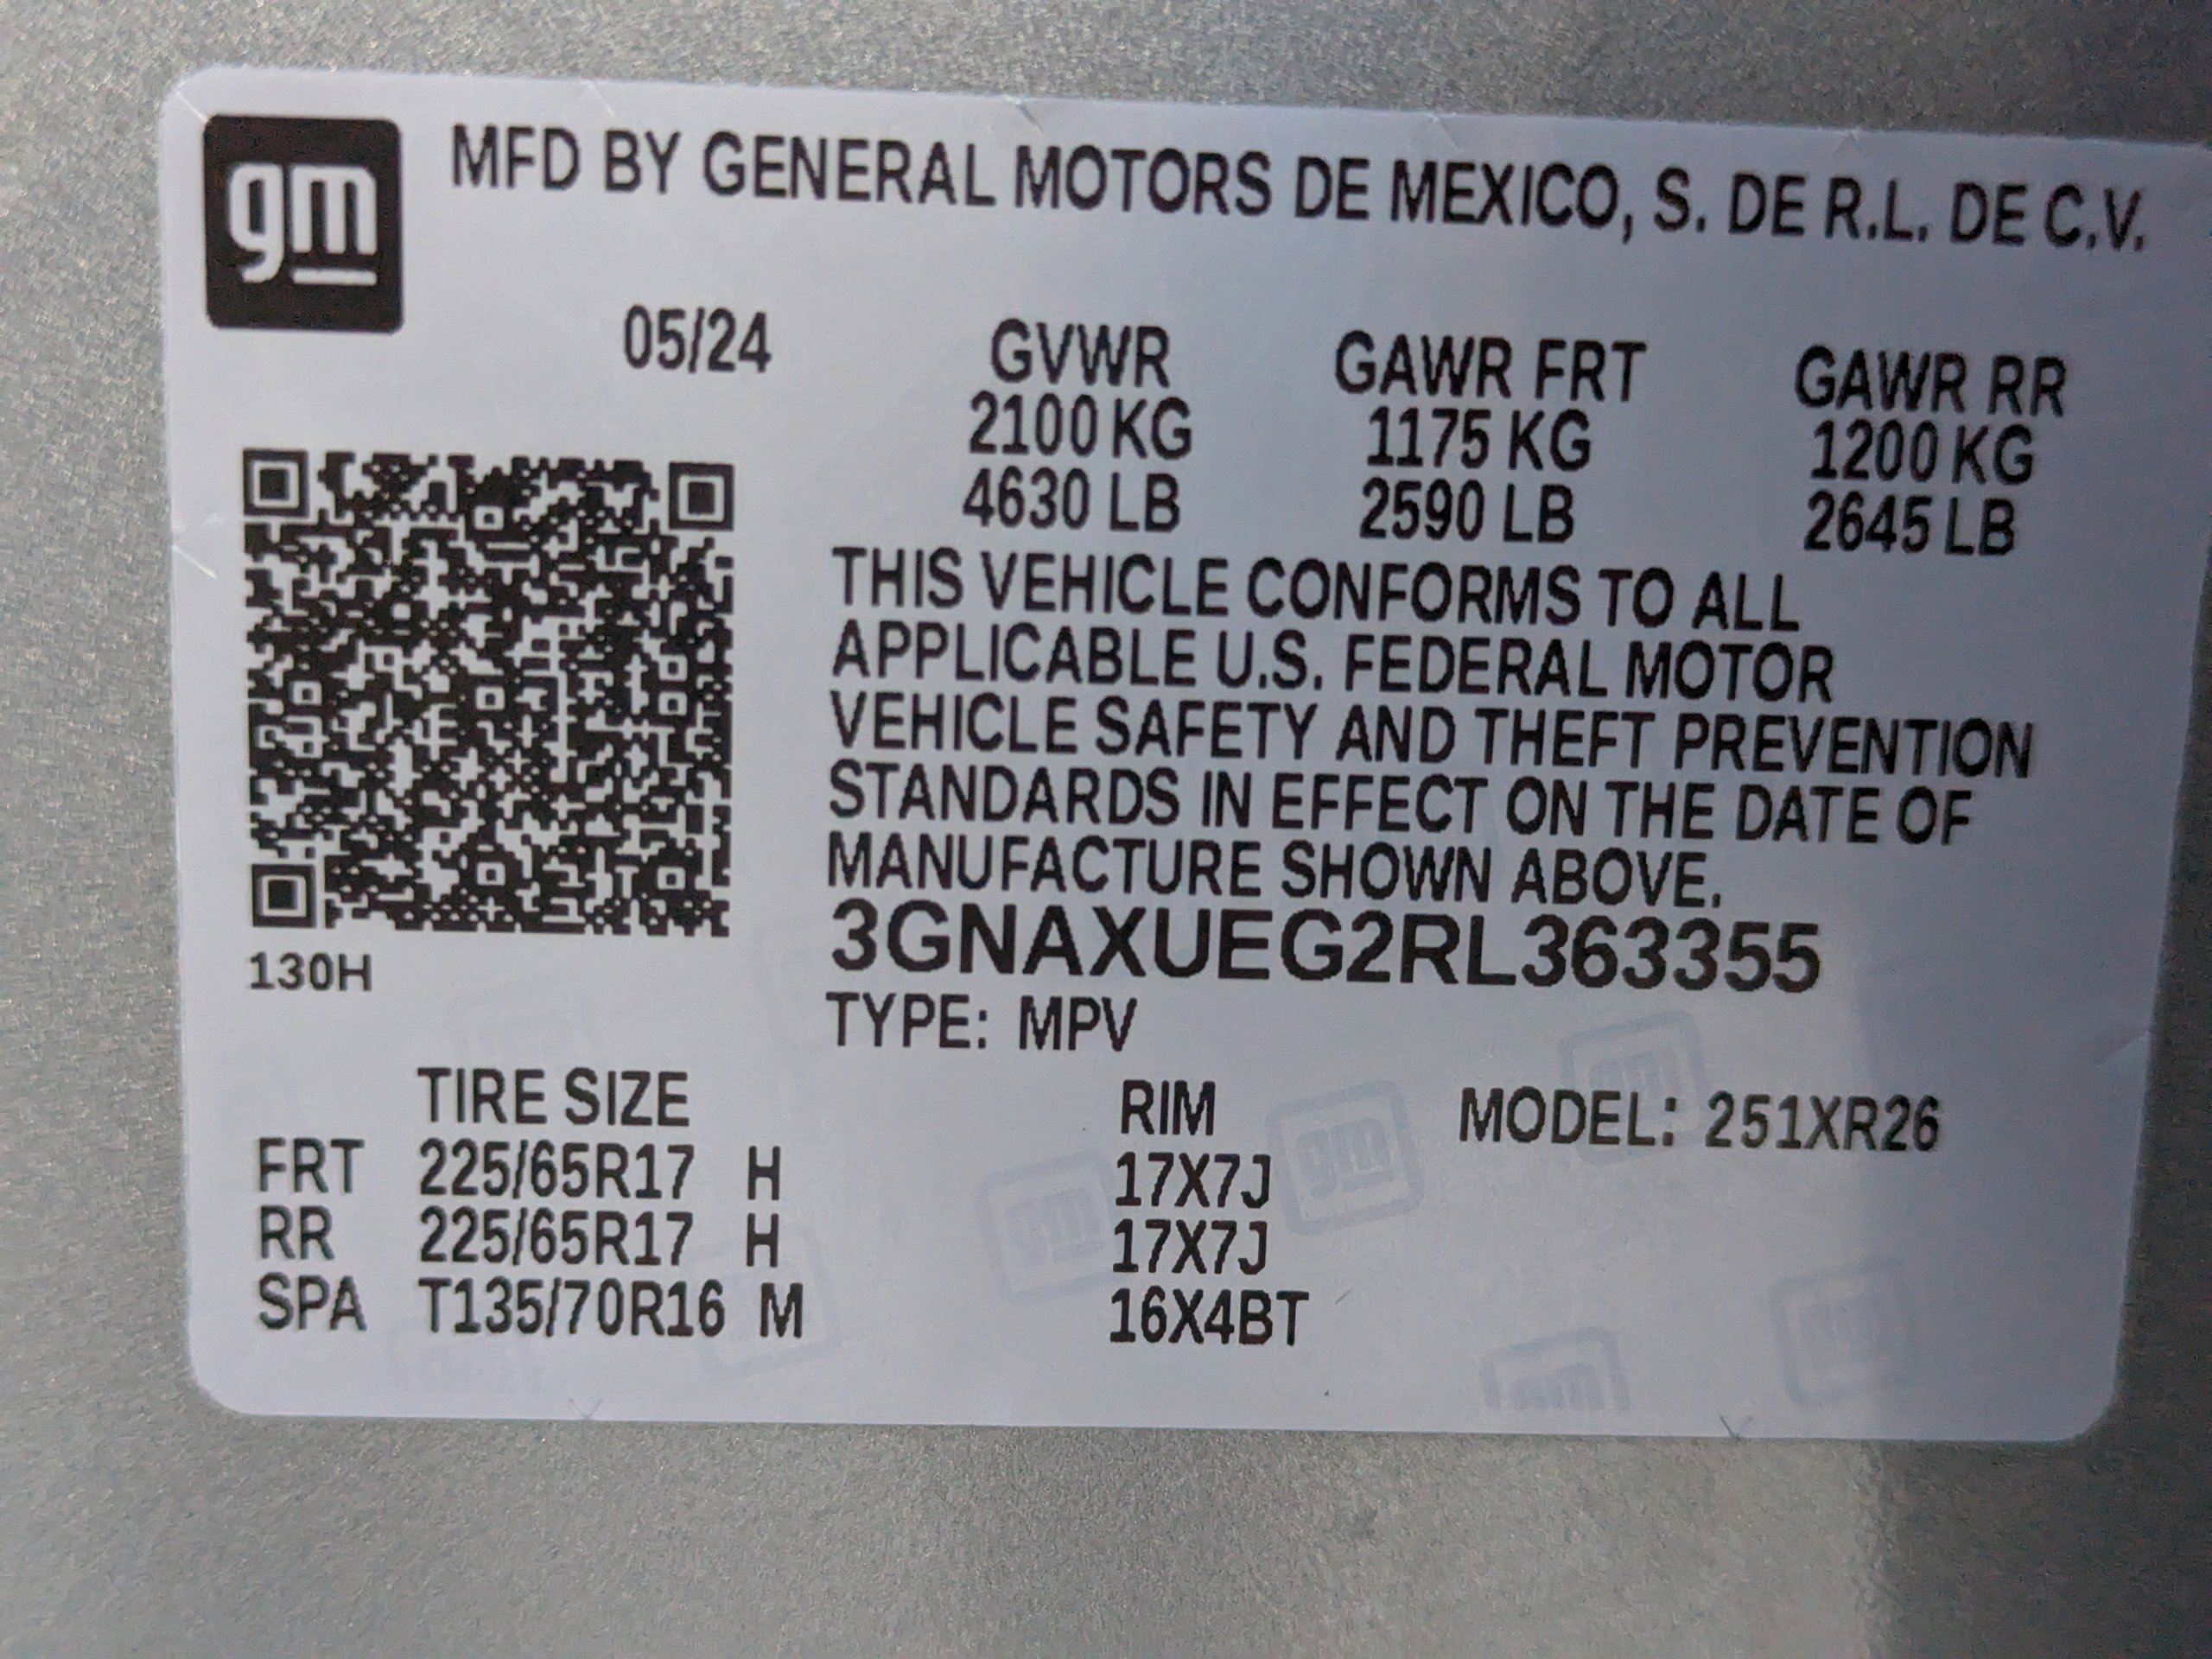 gm
MFD BY GENERAL MOTORS DE MEXICO, S. DE R.L. DE C.V.
05/24 GVWR GAWR FRT GAWR RR
2100 KG 1175 KG 1200 KG
4630 LB 2590 LB 2645 LB
THIS VEHICLE CONFORMS TO ALL
APPLICABLE U.S. FEDERAL MOTOR
VEHICLE SAFETY AND THEFT PREVENTION
STANDARDS IN EFFECT ON THE DATE OF
MANUFACTURE SHOWN ABOVE.
3GNAXUEG2RL363355
130H
TYPE: MPV
TIRE SIZE RIM MODEL: 251XR26
FRT 225/65R17 H 17X7J
RR 225/65R17 H 17X7J
SPA T135/70R16 M 16X4BT